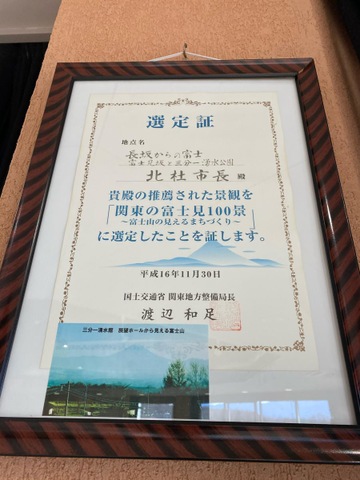 選定証
地点名
長坂からの富士
富士見坂と三分一湧水公園
北杜市長 殿
貴殿の推薦された景観を
「関東の富士見100景
～富士山の見えるまちづくり～」
に選定したことを証します。
平成16年11月30日
国土交通省 関東地方整備局長
渡辺和足
三分一湧水館 展望ホールから見える富士山